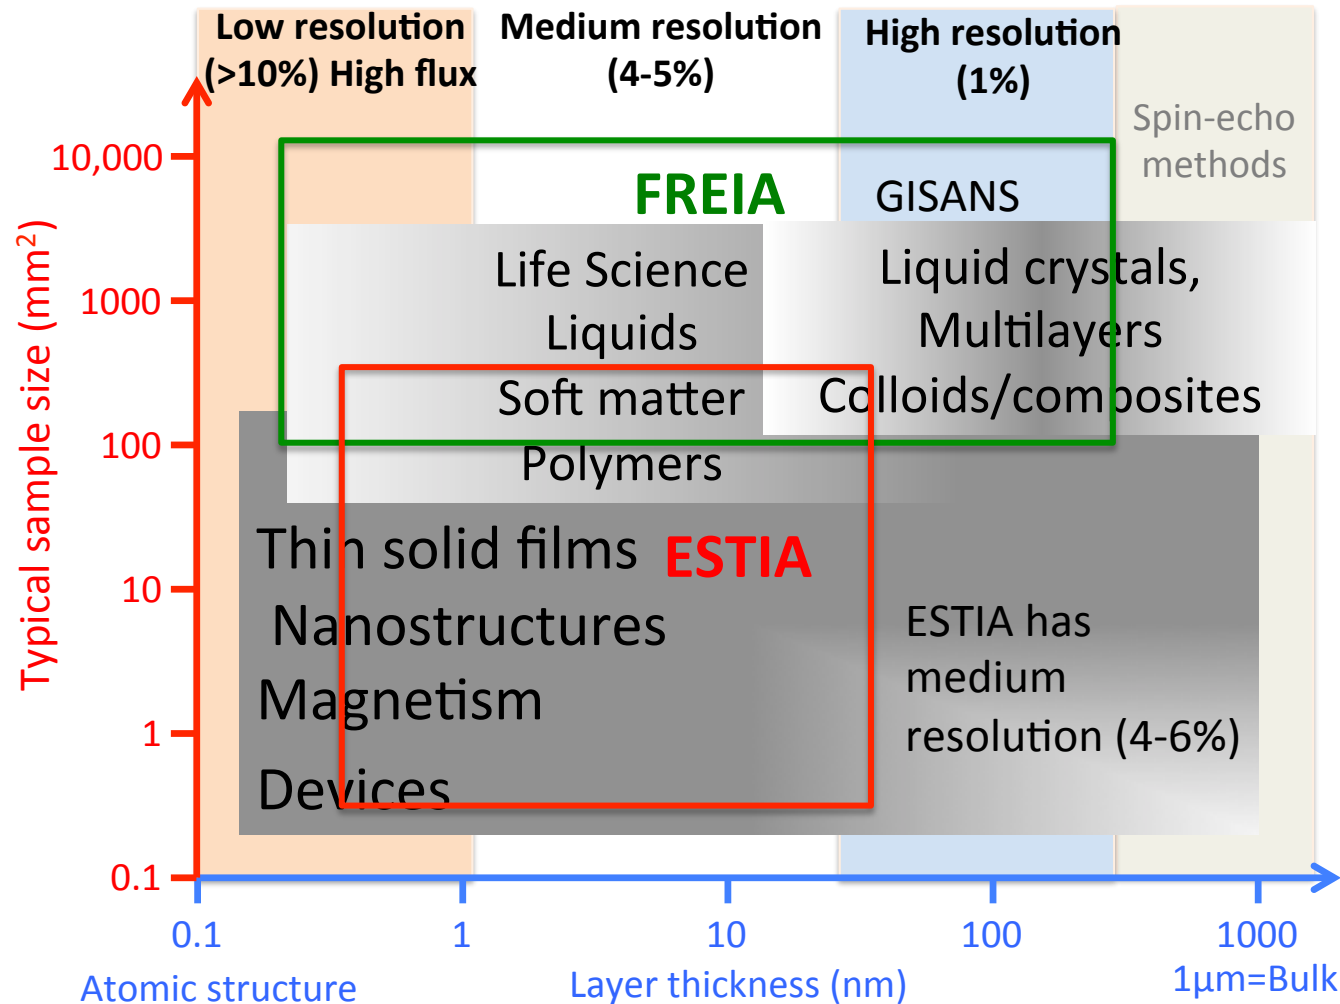 Low resolution
(>10%) High flux
Medium resolution
(4-5%)
High resolution
(1%)
Spin-echo
methods
10,000
1000
100
10
1
0.1
Typical sample size (mm²)
FREIA
GISANS
Life Science
Liquids
Soft matter
Polymers
Liquid crystals,
Multilayers
Colloids/composites
Thin solid films
Nanostructures
Magnetism
Devices
ESTIA
ESTIA has
medium
resolution (4-6%)
0.1
1
10
100
1000
Atomic structure
Layer thickness (nm)
1µm=Bulk